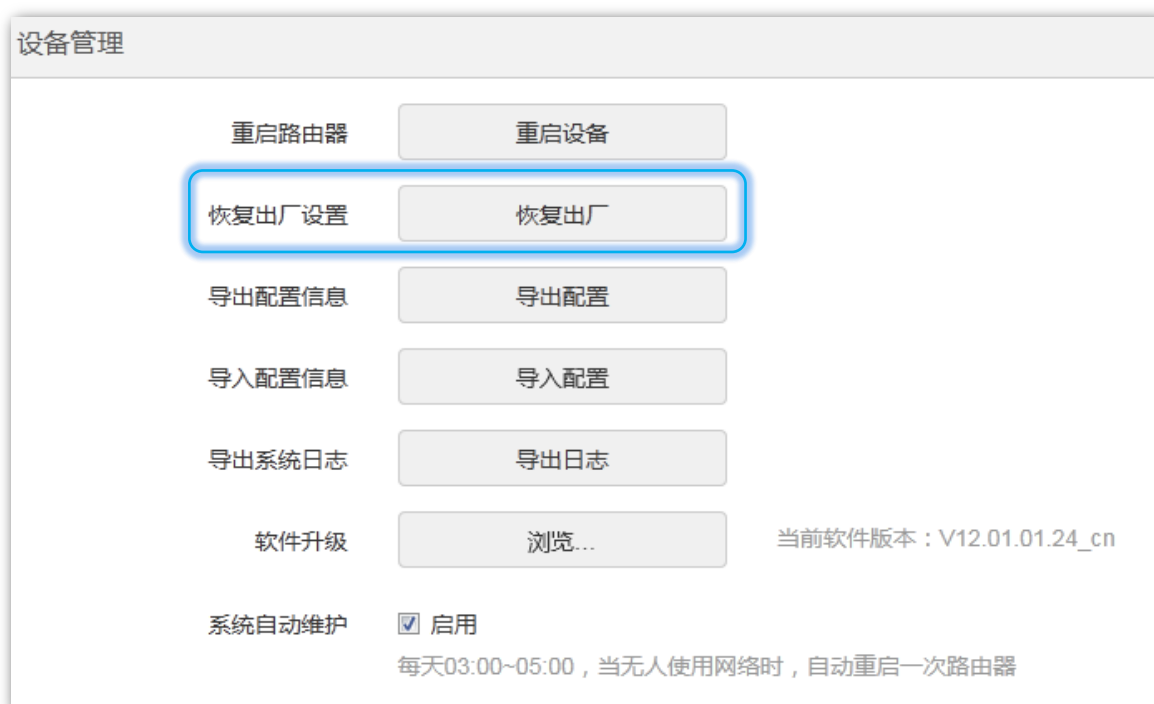 设备管理
重启路由器 重启设备
恢复出厂设置 恢复出厂
导出配置信息 导出配置
导入配置信息 导入配置
导出系统日志 导出日志
软件升级 浏览... 当前软件版本：V12.01.01.24_cn
系统自动维护 启用
每天03:00~05:00，当无人使用网络时，自动重启一次路由器